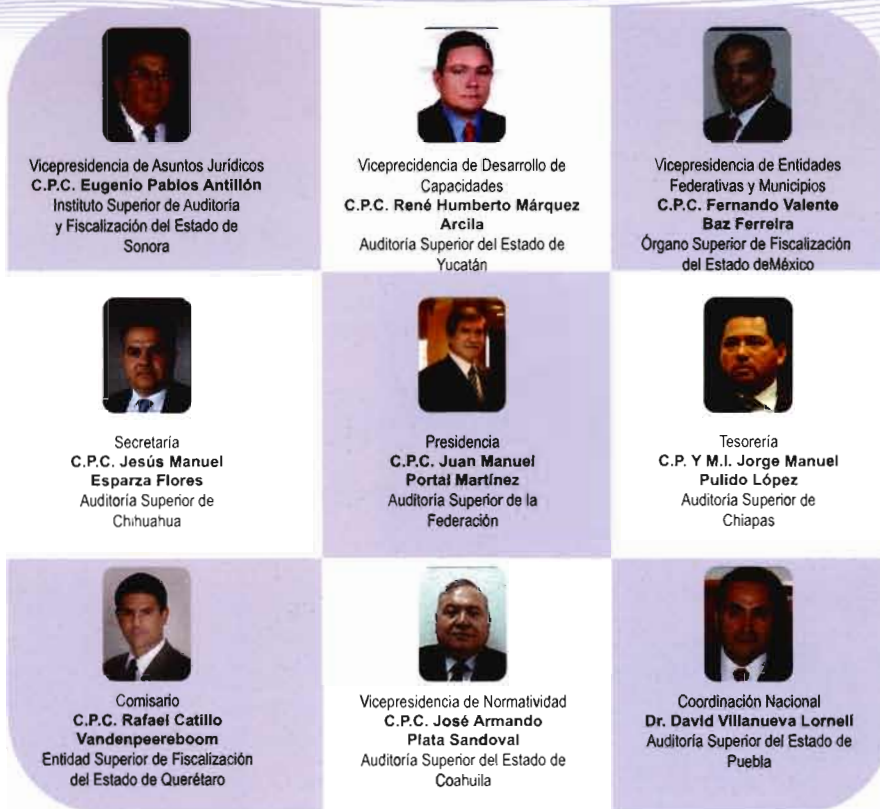 Vicepresidencia de Asuntos Jurídicos
C.P.C. Eugenio Pablos Antillón
Instituto Superior de Auditoría
y Fiscalización del Estado de
Sonora
Viceprecidencia de Desarrollo de
Capacidades
C.P.C. René Humberto Márquez
Arcila
Auditoría Superior del Estado de
Yucatán
Vicepresidencia de Entidades
Federativas y Municipios
C.P.C. Fernando Valente
Baz Ferreira
Órgano Superior de Fiscalización
del Estado deMéxico
Secretaría
C.P.C. Jesús Manuel
Esparza Flores
Auditoría Superior de
Chihuahua
Presidencia
C.P.C. Juan Manuel
Portal Martínez
Auditoría Superior de la
Federación
Tesorería
C.P. Y M.I. Jorge Manuel
Pulido López
Auditoría Superior de
Chiapas
Comisario
C.P.C. Rafael Catillo
Vandenpeereboom
Entidad Superior de Fiscalización
del Estado de Querétaro
Vicepresidencia de Normatividad
C.P.C. José Armando
Plata Sandoval
Auditoría Superior del Estado de
Coahuila
Coordinación Nacional
Dr. David Villanueva Lornell
Auditoría Superior del Estado de
Puebla